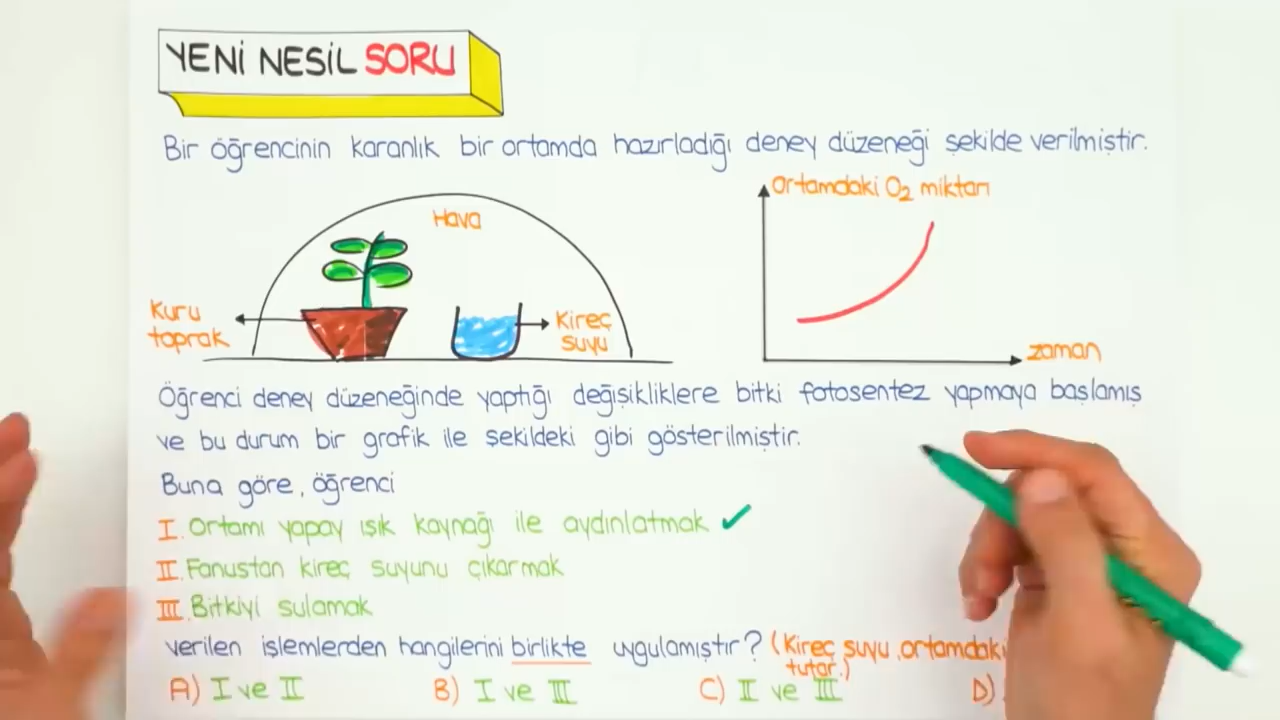 YENİ NESİL SORU
Bir öğrencinin karanlık bir ortamda hazırladığı deney düzeneği şekilde verilmiştir.
Hava
Kuru
toprak
Kireç
suyu
Ortamdaki O₂ miktarı
zaman
Öğrenci deney düzeneğinde yaptığı değişikliklere bitki fotosentez yapmaya başlamış
ve bu durum bir grafik ile şekildeki gibi gösterilmiştir.
Buna göre, öğrenci
I. Ortamı yapay ışık kaynağı ile aydınlatmak ✓
II. Fanustan kireç suyunu çıkarmak
III. Bitkiyi sulamak
verilen işlemlerden hangilerini birlikte uygulamıştır? (Kireç suyu, ortamdaki
tutar.)
A) I ve II B) I ve III C) II ve III D)